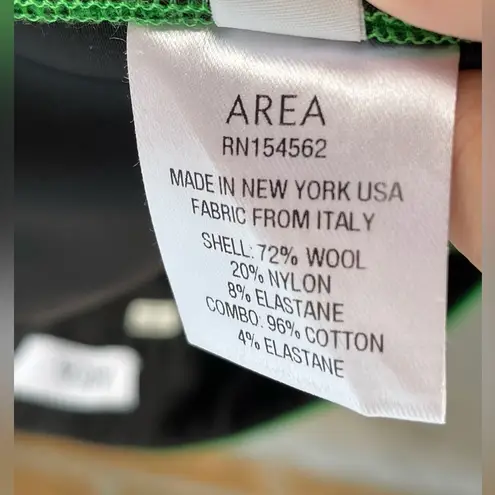 AREA
RN154562
MADE IN NEW YORK USA
FABRIC FROM ITALY
SHELL: 72% WOOL
20% NYLON
8% ELASTANE
COMBO: 96% COTTON
4% ELASTANE